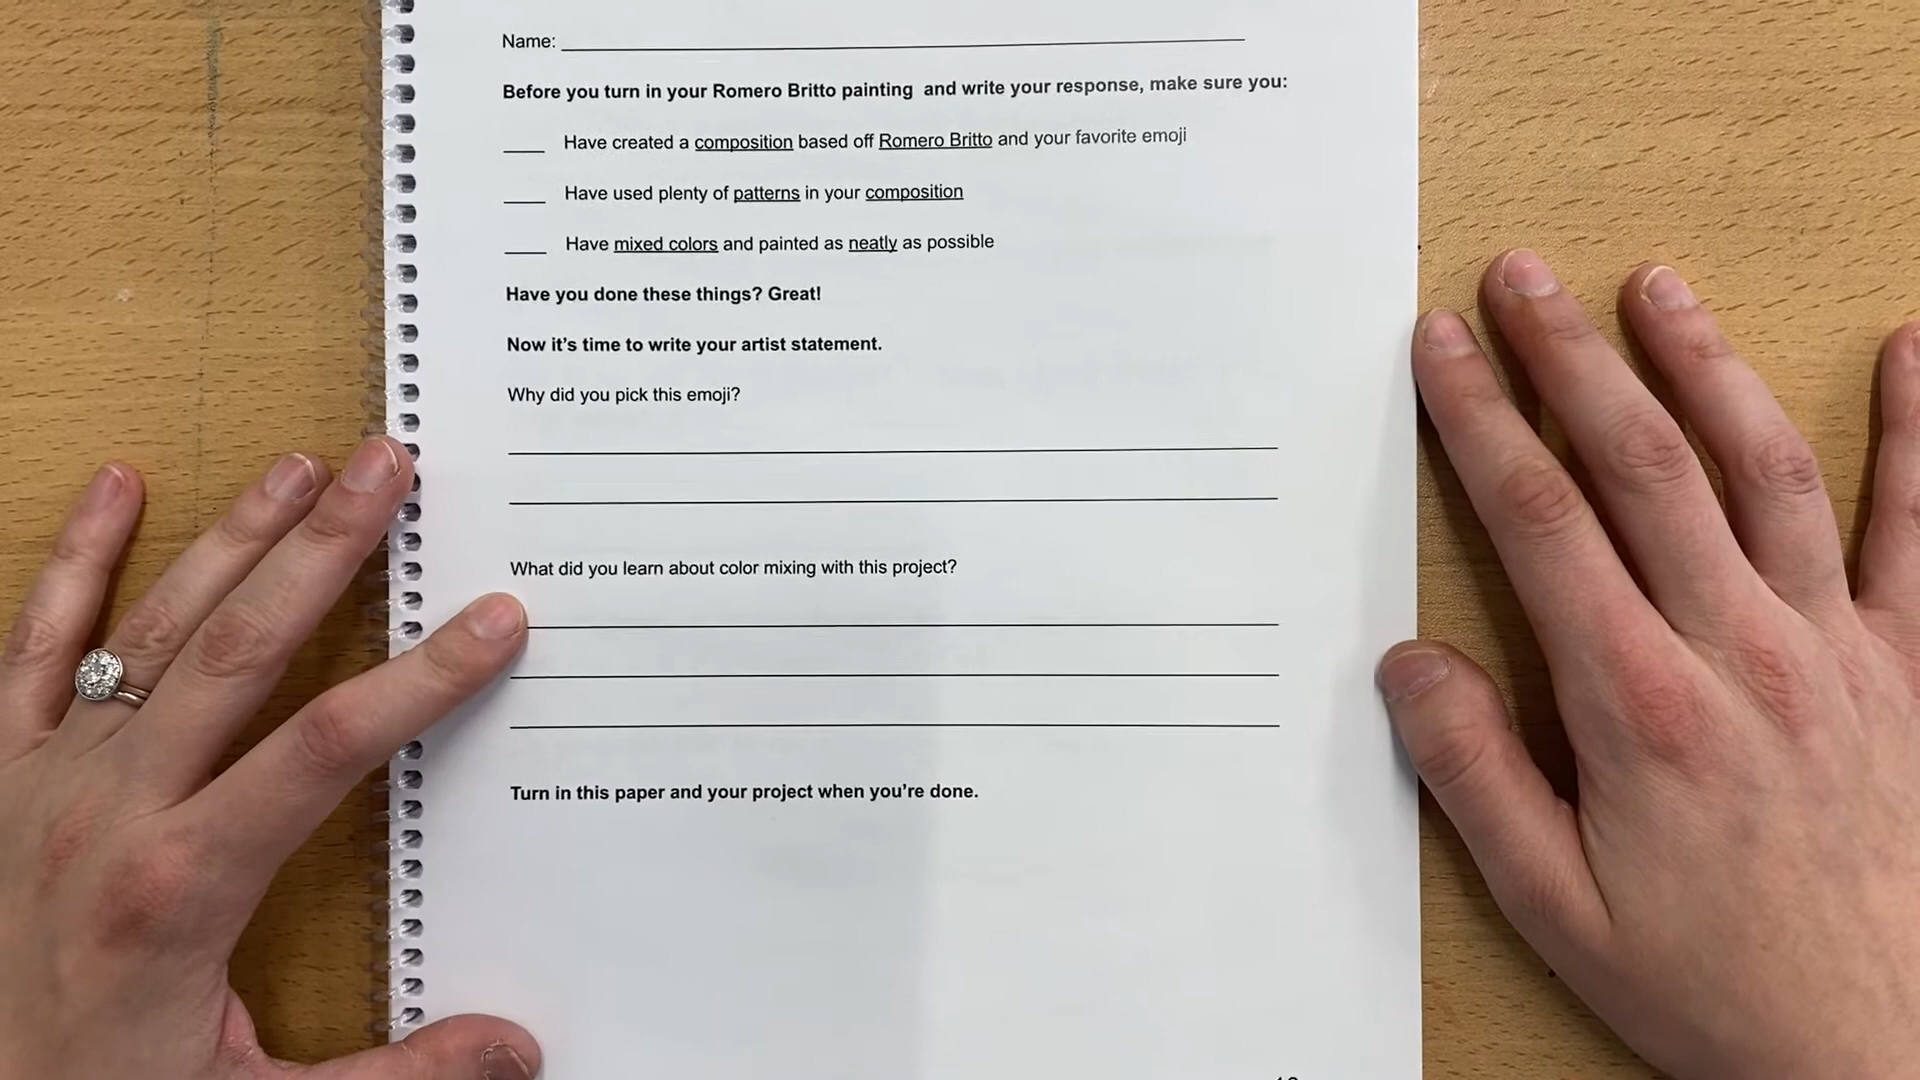 Name:
Before you turn in your Romero Britto painting and write your response, make sure you:
Have created a composition based off Romero Britto and your favorite emoji
Have used plenty of patterns in your composition
Have mixed colors and painted as neatly as possible
Have you done these things? Great!
Now it's time to write your artist statement.
Why did you pick this emoji?
What did you learn about color mixing with this project?
Turn in this paper and your project when you're done.